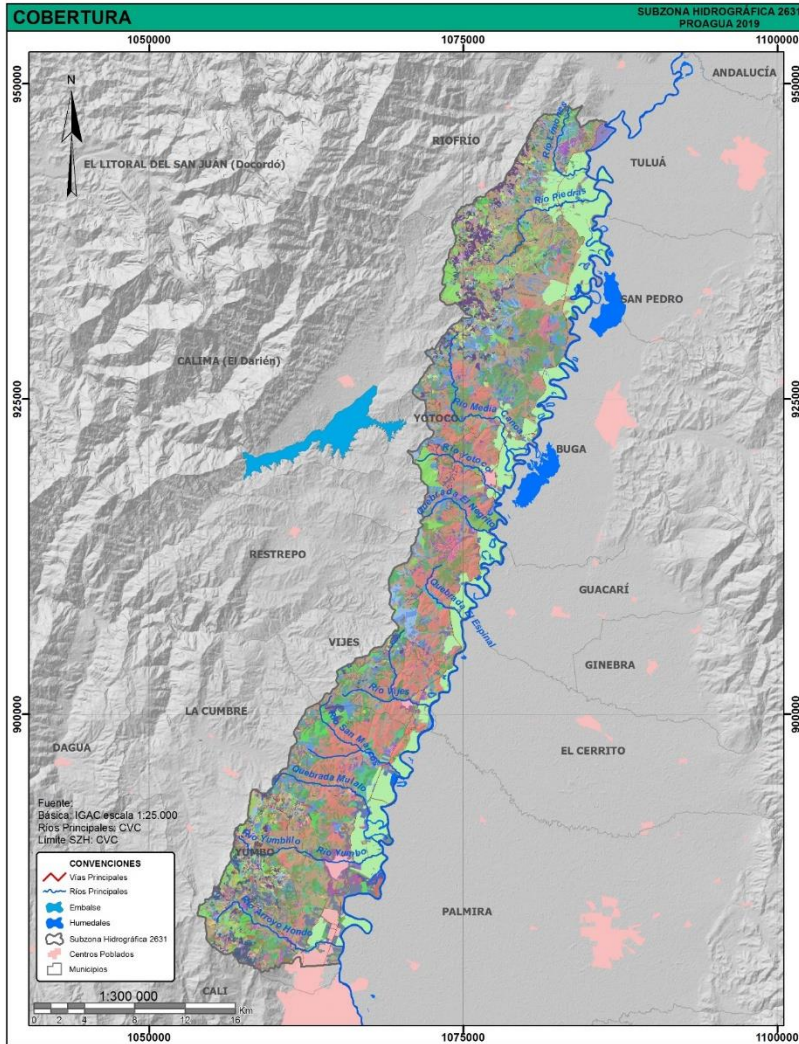 COBERTURA
SUBZONA HIDROGRÁFICA 2631
PROAGUA 2019
1050000
1075000
1100000
950000
950000
N
ANDALUCÍA
RIOFRÍO
EL LITORAL DEL SAN JUAN (Docordó)
Río Limones
TULUÁ
Río Piedras
SAN PEDRO
CALIMA (El Darién)
925000
925000
YOTOCO
Río Media Canoa
BUGA
Río Yotoco
Quebrada El Negrito
RESTREPO
GUACARÍ
Quebrada El Espinal
VIJES
GINEBRA
Río Vijes
LA CUMBRE
900000
900000
Río San Marcos
DAGUA
EL CERRITO
Quebrada Mulaló
Fuente:
Básica: IGAC escala 1:25.000
Ríos Principales: CVC
Límite SZH: CVC
Río Yumbillo
Río Yumbo
YUMBO
CONVENCIONES
Vías Principales
Ríos Principales
Embalse
Humedales
Subzona Hidrográfica 2631
Centros Poblados
Municipios
Río Arroyo Hondo
PALMIRA
CALI
1:300 000
0 2 4 8 12 16
Km
1050000
1075000
1100000